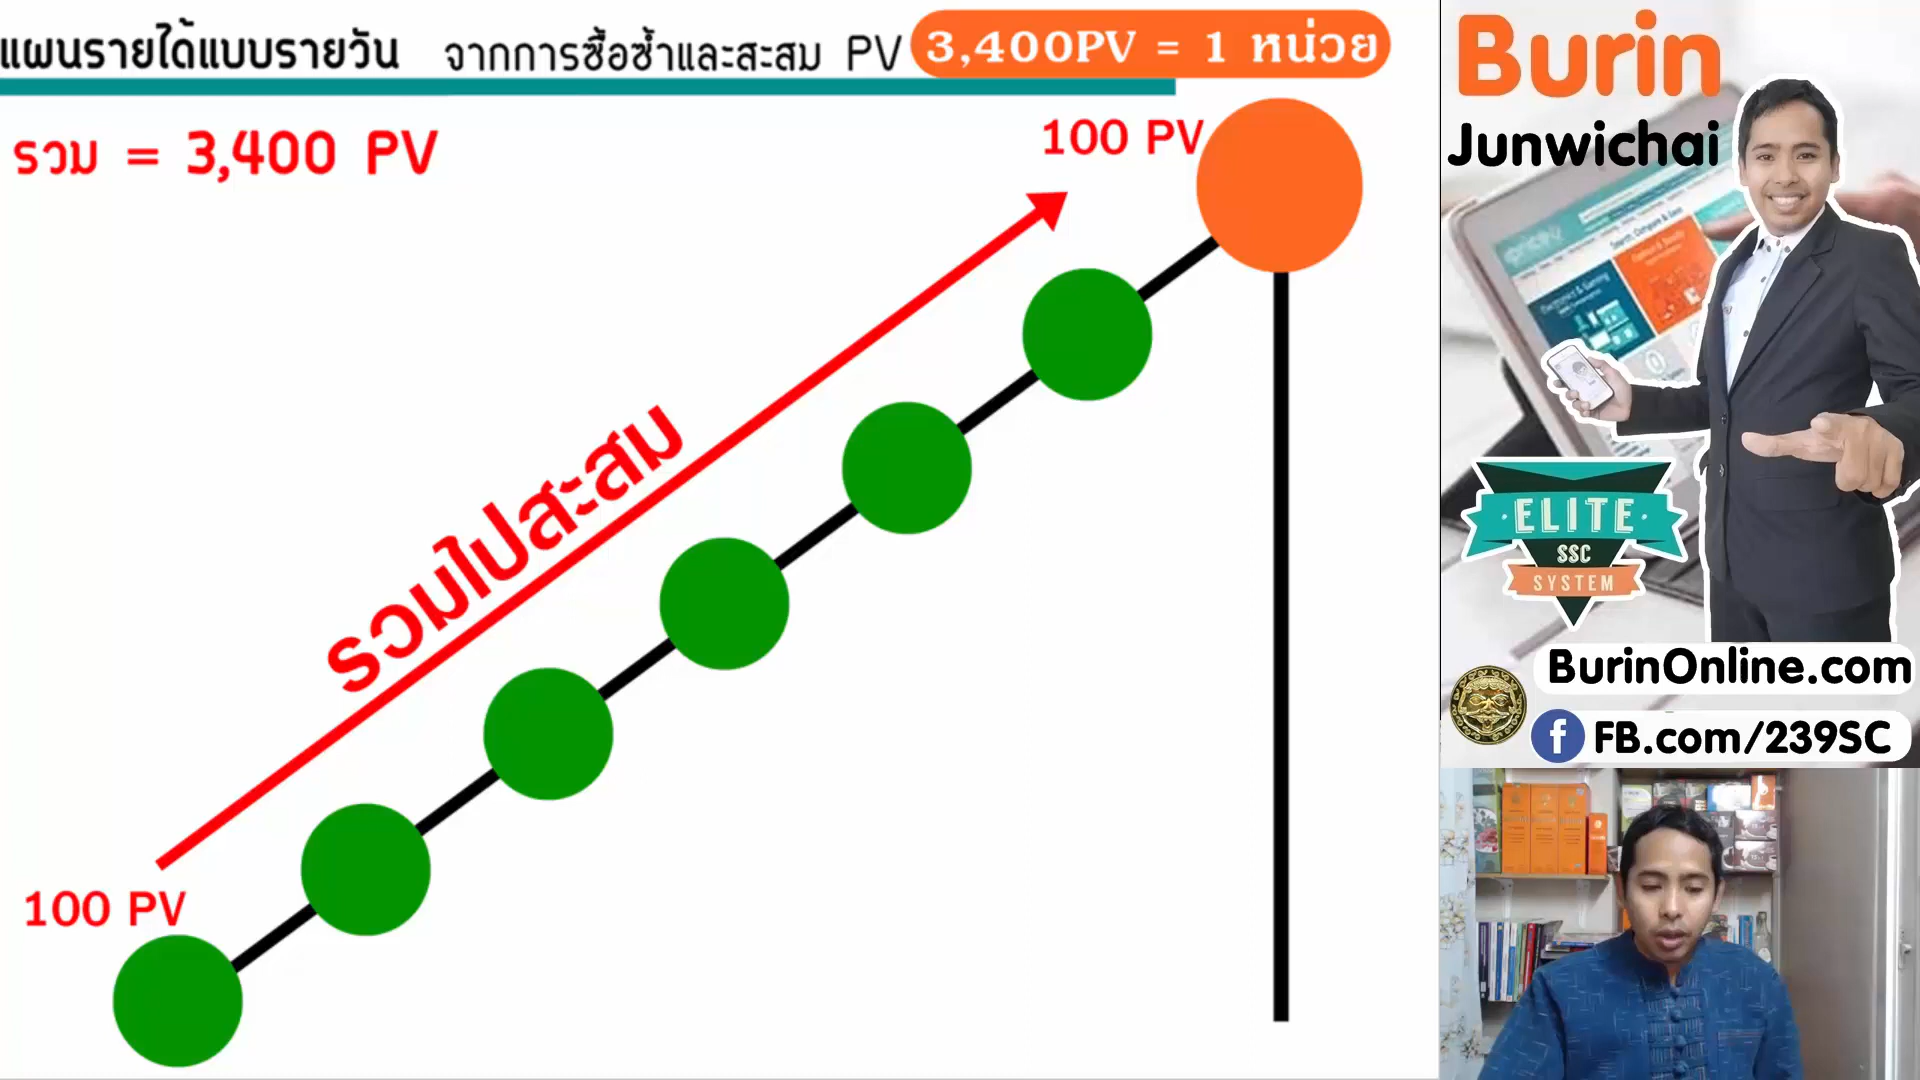 แผนรายได้แบบรายวัน จากการซื้อซ้ำและสะสม PV 3,400PV = 1 หน่วย
รวม = 3,400 PV
100 PV
รวมไปสะสม
100 PV
Burin
Junwichai
ELITE
SSC
SYSTEM
BurinOnline.com
f FB.com/239SC